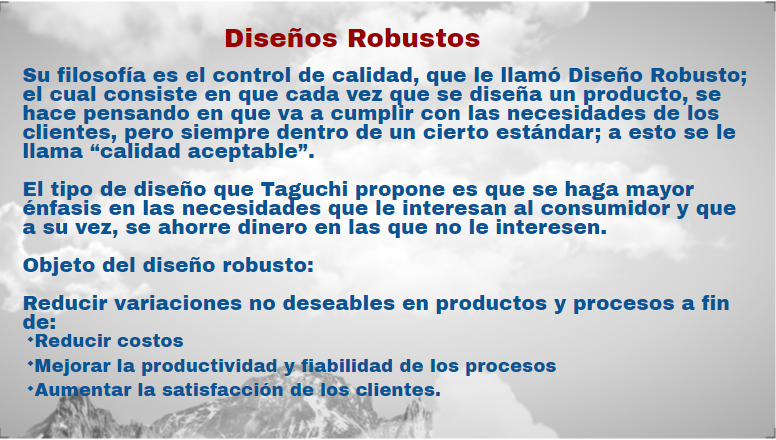 Diseños Robustos
Su filosofía es el control de calidad, que le llamó Diseño Robusto;
el cual consiste en que cada vez que se diseña un producto, se
hace pensando en que va a cumplir con las necesidades de los
clientes, pero siempre dentro de un cierto estándar; a esto se le
llama “calidad aceptable”.
El tipo de diseño que Taguchi propone es que se haga mayor
énfasis en las necesidades que le interesan al consumidor y que
a su vez, se ahorre dinero en las que no le interesen.
Objeto del diseño robusto:
Reducir variaciones no deseables en productos y procesos a fin
de:
•Reducir costos
•Mejorar la productividad y fiabilidad de los procesos
•Aumentar la satisfacción de los clientes.